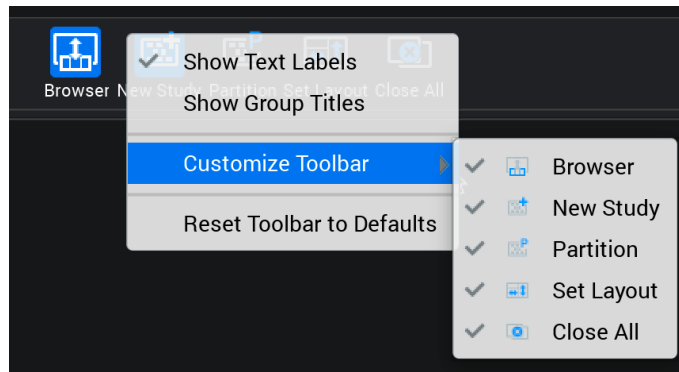 Browser New Study Partition Set Layout Close All
Show Text Labels
Show Group Titles
Customize Toolbar
Reset Toolbar to Defaults
Browser
New Study
Partition
Set Layout
Close All